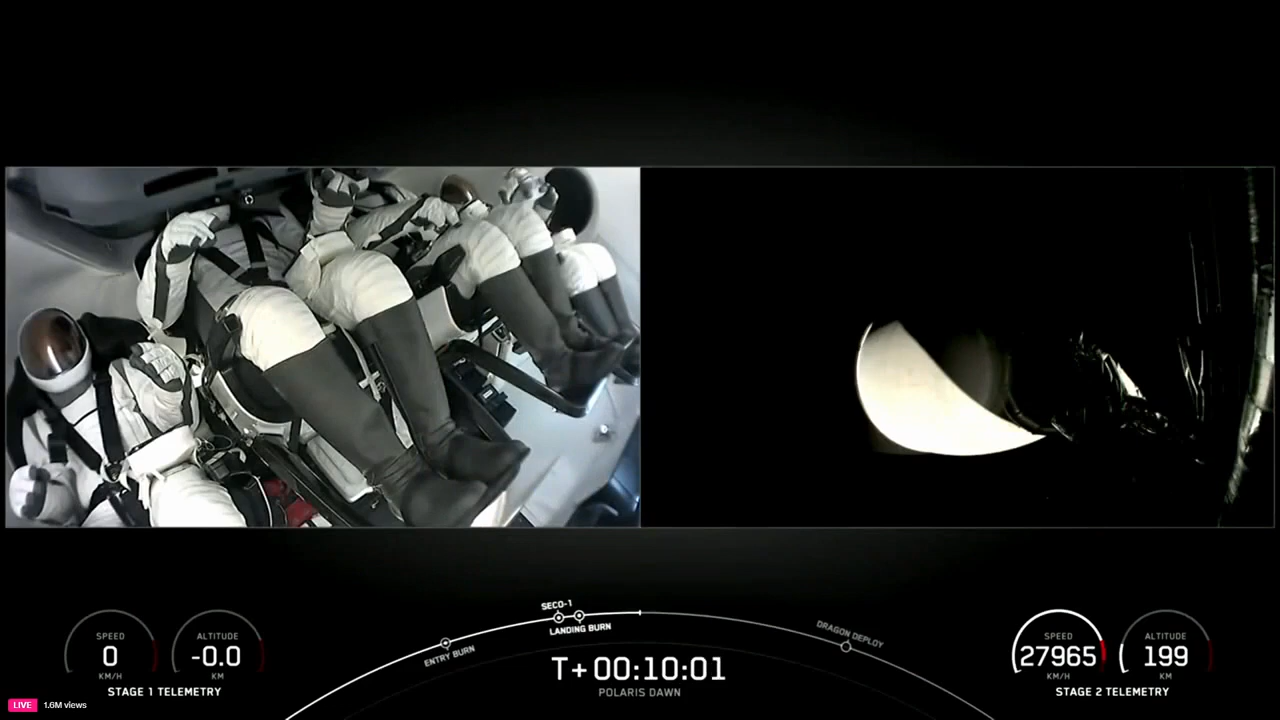 SECO-1
LANDING BURN
ENTRY BURN
DRAGON DEPLOY
SPEED
0
KM/H
ALTITUDE
-0.0
KM
STAGE 1 TELEMETRY
T+00:10:01
POLARIS DAWN
SPEED
27965
KM/H
ALTITUDE
199
KM
STAGE 2 TELEMETRY
LIVE 1.6M views